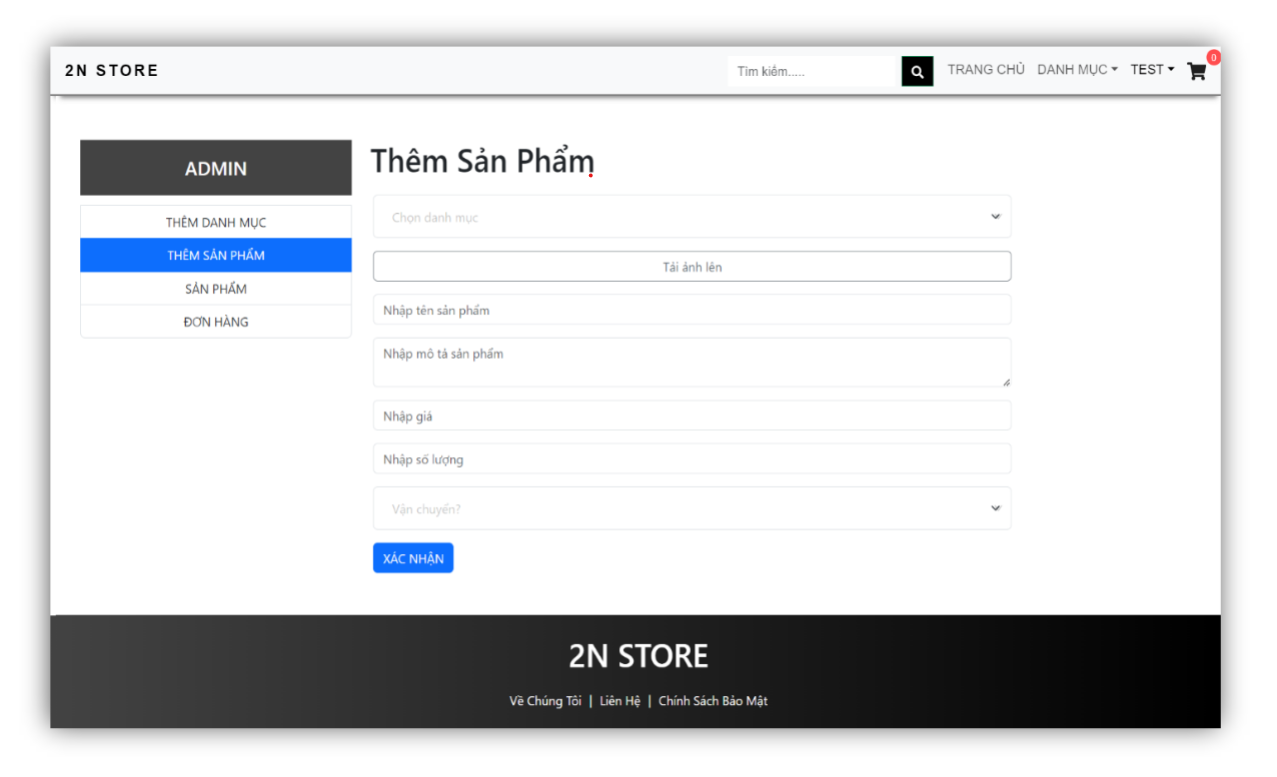 2N STORE
Tìm kiếm.....
TRANG CHỦ DANH MỤC TEST 0
ADMIN
THÊM DANH MỤC
THÊM SẢN PHẨM
SẢN PHẨM
ĐƠN HÀNG
Thêm Sản Phẩm
Chọn danh mục
Tải ảnh lên
Nhập tên sản phẩm
Nhập mô tả sản phẩm
Nhập giá
Nhập số lượng
Vận chuyển?
XÁC NHẬN
2N STORE
Về Chúng Tôi | Liên Hệ | Chính Sách Bảo Mật